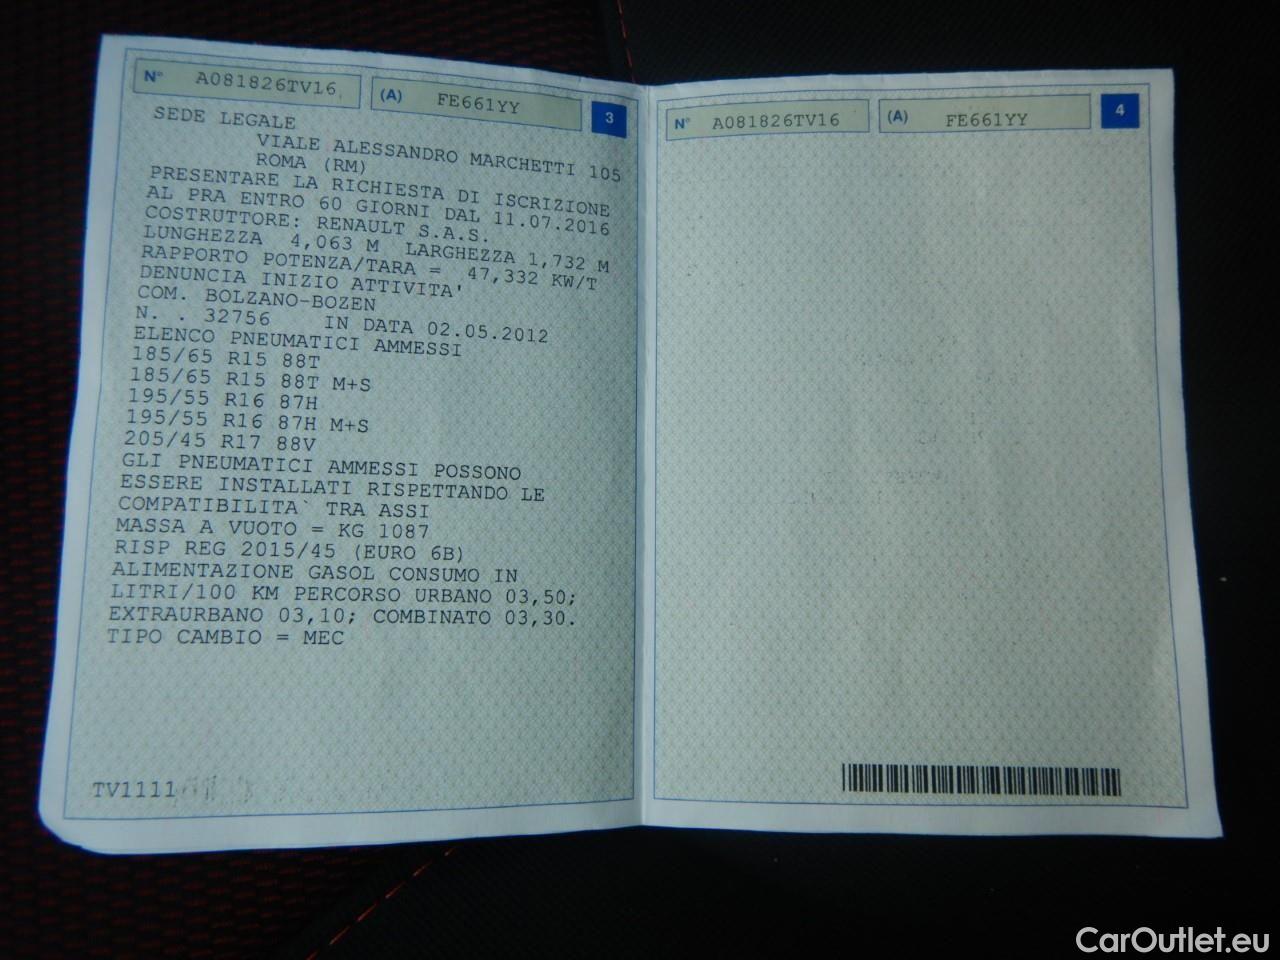 N° A081826TV16 (A) FE661YY 3
SEDE LEGALE
VIALE ALESSANDRO MARCHETTI 105
ROMA (RM)
PRESENTARE LA RICHIESTA DI ISCRIZIONE
AL PRA ENTRO 60 GIORNI DAL 11.07.2016
COSTRUTTORE: RENAULT S.A.S.
LUNGHEZZA 4,063 M LARGHEZZA 1,732 M
RAPPORTO POTENZA/TARA = 47,332 KW/T
DENUNCIA INIZIO ATTIVITA'
COM. BOLZANO-BOZEN
N. . 32756 IN DATA 02.05.2012
ELENCO PNEUMATICI AMMESSI
185/65 R15 88T
185/65 R15 88T M+S
195/55 R16 87H
195/55 R16 87H M+S
205/45 R17 88V
GLI PNEUMATICI AMMESSI POSSONO
ESSERE INSTALLATI RISPETTANDO LE
COMPATIBILITA` TRA ASSI
MASSA A VUOTO = KG 1087
RISP REG 2015/45 (EURO 6B)
ALIMENTAZIONE GASOL CONSUMO IN
LITRI/100 KM PERCORSO URBANO 03,50;
EXTRAURBANO 03,10; COMBINATO 03,30.
TIPO CAMBIO = MEC
TV1111
N° A081826TV16 (A) FE661YY 4
CarOutlet.eu